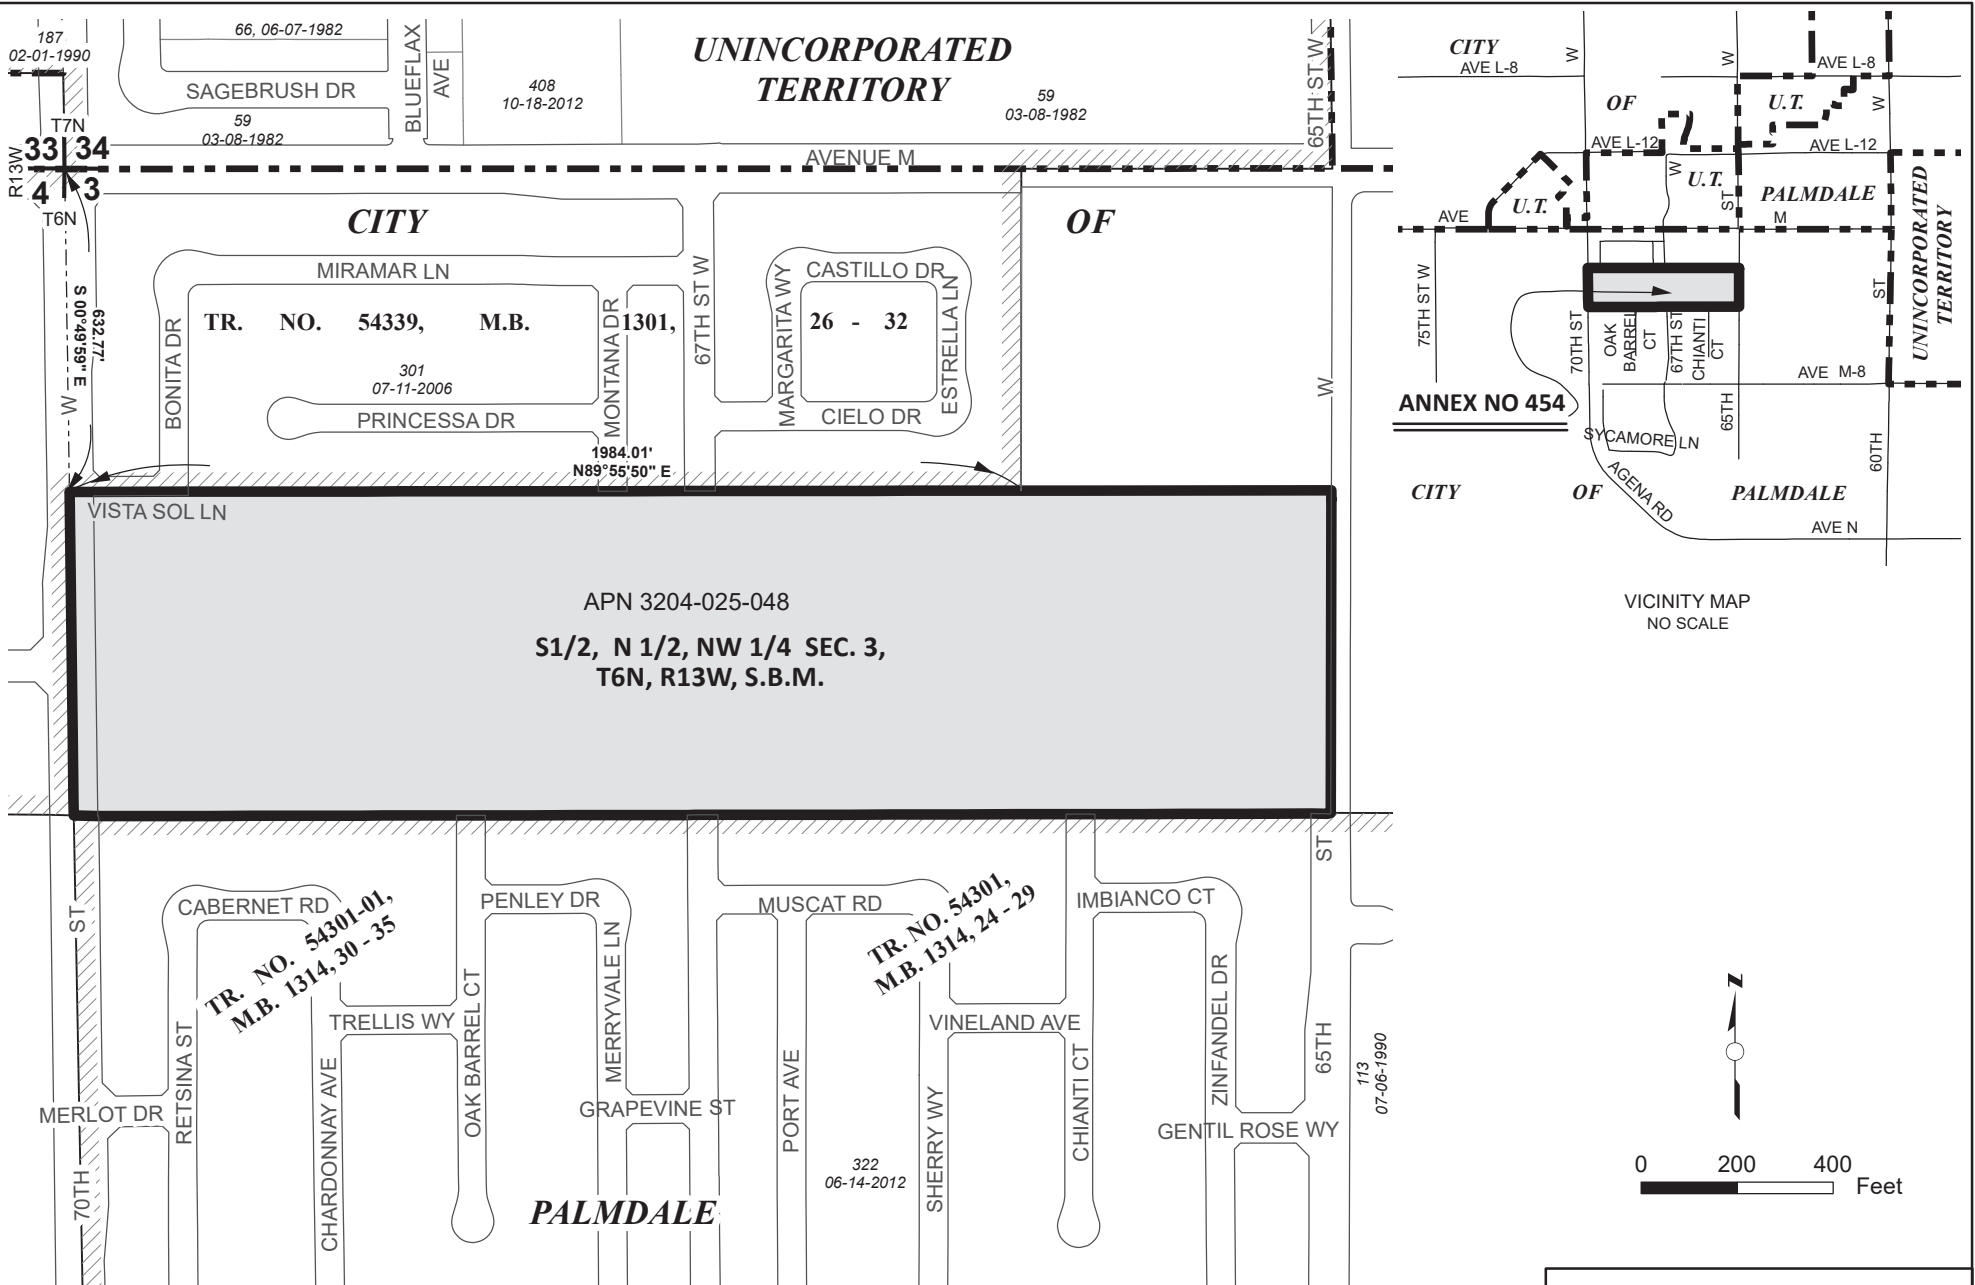 187
02-01-1990
66, 06-07-1982
SAGEBRUSH DR
BLUEFLAX
AVE
59
03-08-1982
408
10-18-2012
UNINCORPORATED
TERRITORY
59
03-08-1982
65TH ST W
T7N
33 34
R13W
4 3
T6N
AVENUE M
CITY
OF
MIRAMAR LN
67TH ST W
MARGARITA WY
CASTILLO DR
ESTRELLA LN
S 00°49'59" E
632.77'
W
BONITA DR
TR. NO. 54339, M.B. 1301, 26 - 32
MONTANA DR
301
07-11-2006
PRINCESSA DR
CIELO DR
W
1984.01'
N89°55'50" E
VISTA SOL LN
APN 3204-025-048
S1/2, N 1/2, NW 1/4 SEC. 3,
T6N, R13W, S.B.M.
ST
70TH
CABERNET RD
TR. NO. 54301-01,
M.B. 1314, 30 - 35
PENLEY DR
MUSCAT RD
TR. NO. 54301,
M.B. 1314, 24 - 29
IMBIANCO CT
ST
65TH
TRELLIS WY
OAK BARREL CT
MERRYVALE LN
VINELAND AVE
ZINFANDEL DR
MERLOT DR
RETSINA ST
CHARDONNAY AVE
GRAPEVINE ST
PORT AVE
SHERRY WY
CHIANTI CT
GENTIL ROSE WY
113
07-06-1990
322
06-14-2012
PALMDALE
CITY
AVE L-8
W
W
AVE L-8
OF
U.T.
W
AVE L-12
AVE L-12
W
U.T.
U.T.
ST
PALMDALE
AVE
M
UNINCORPORATED
TERRITORY
75TH ST W
ST
70TH ST
OAK
BARREL
CT
67TH ST
CHIANTI
CT
AVE M-8
ANNEX NO 454
65TH
SYCAMORE LN
60TH
AGENA RD
CITY
OF
PALMDALE
AVE N
VICINITY MAP
NO SCALE
N
0 200 400
Feet